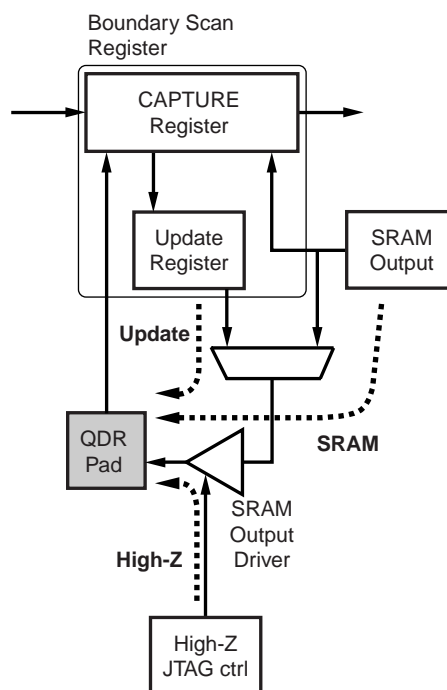 Boundary Scan
Register
CAPTURE
Register
Update
Register
SRAM
Output
Update
QDR
Pad
SRAM
SRAM
Output
Driver
High-Z
High-Z
JTAG ctrl